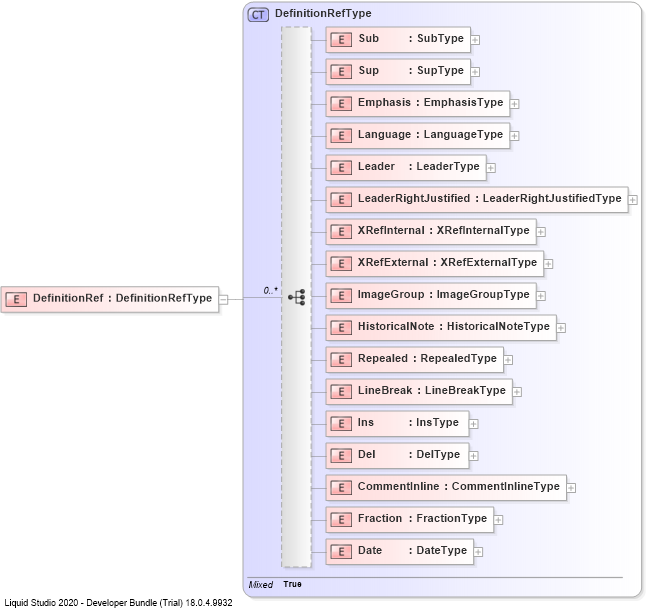 CT DefinitionRefType
E Sub : SubType
E Sup : SupType
E Emphasis : EmphasisType
E Language : LanguageType
E Leader : LeaderType
E LeaderRightJustified : LeaderRightJustifiedType
E XRefInternal : XRefInternalType
E XRefExternal : XRefExternalType
E DefinitionRef : DefinitionRefType
0..*
E ImageGroup : ImageGroupType
E HistoricalNote : HistoricalNoteType
E Repealed : RepealedType
E LineBreak : LineBreakType
E Ins : InsType
E Del : DelType
E CommentInline : CommentInlineType
E Fraction : FractionType
E Date : DateType
Mixed True
Liquid Studio 2020 - Developer Bundle (Trial) 18.0.4.9932